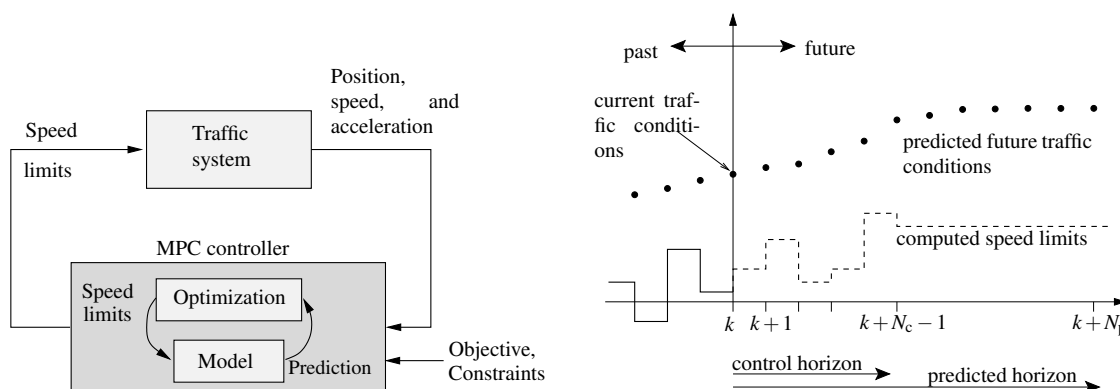 Position,
speed, and
acceleration
Speed
limits
Traffic
system
MPC controller
Speed
limits
Optimization
Model
Prediction
Objective,
Constraints
past
future
current traf-
fic conditi-
ons
predicted future traffic
conditions
computed speed limits
k
k+1
k+Nc−1
control horizon
predicted horizon